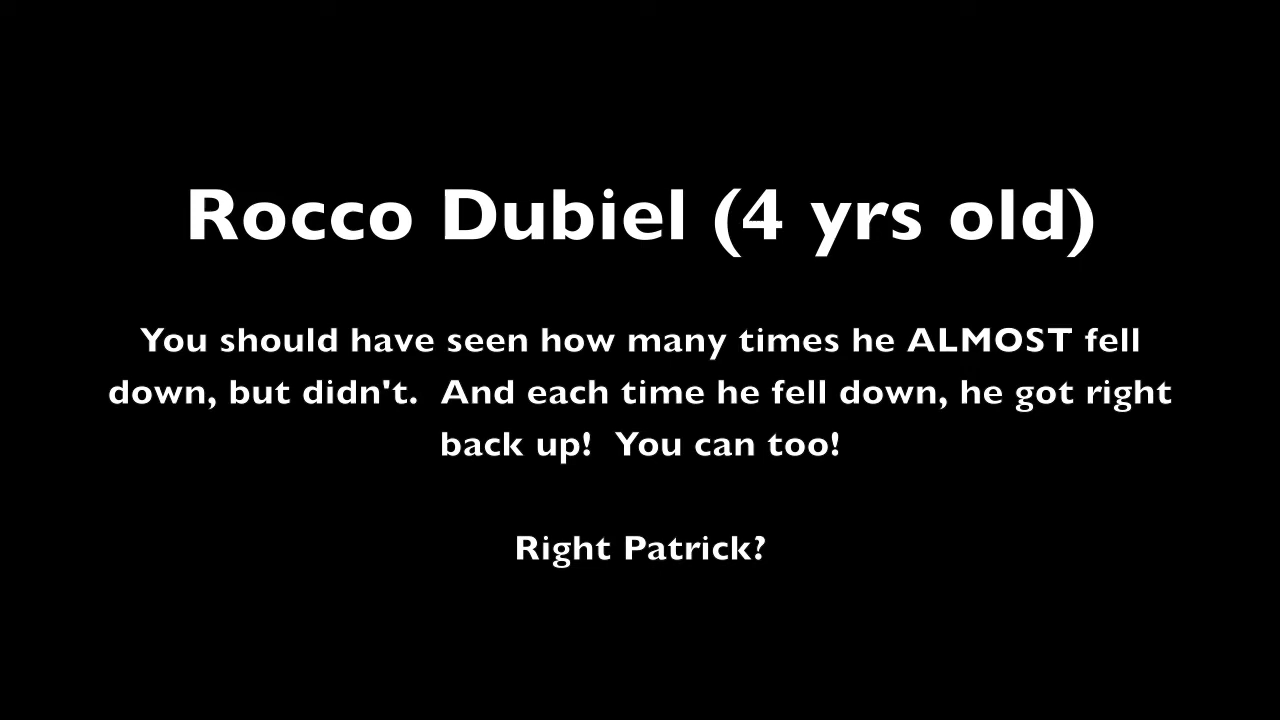 Rocco Dubiel (4 yrs old)
You should have seen how many times he ALMOST fell
down, but didn't.  And each time he fell down, he got right
back up!  You can too!
Right Patrick?